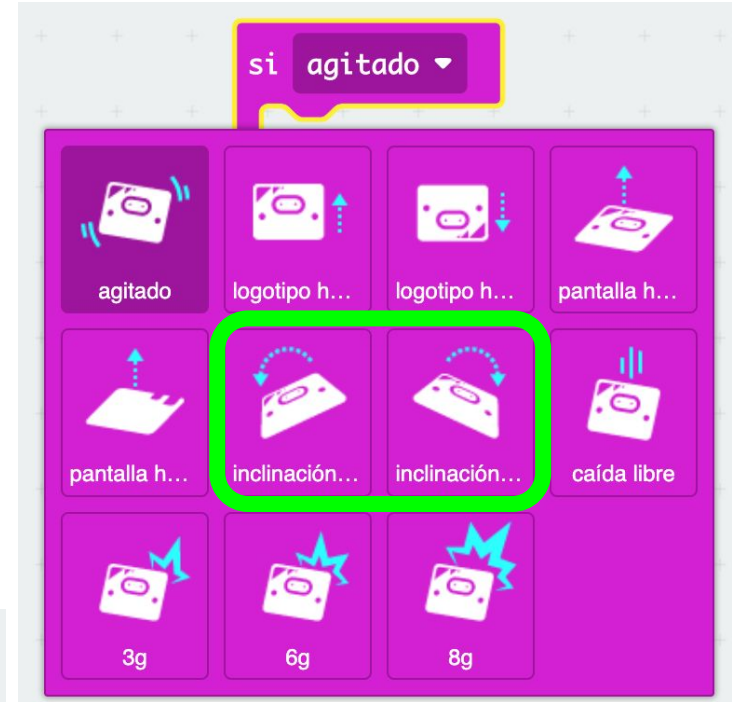 si agitado
agitado
logotipo h...
logotipo h...
pantalla h...
pantalla h...
inclinación...
inclinación...
caída libre
3g
6g
8g